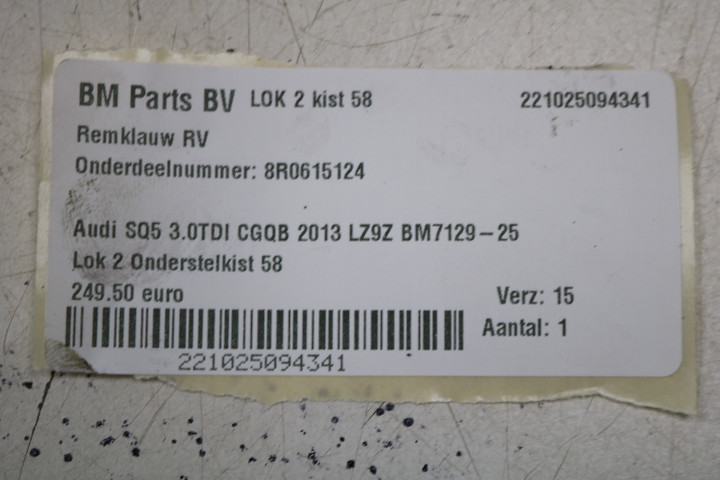 BM Parts BV LOK 2 kist 58 221025094341
Remklauw RV
Onderdeelnummer: 8R0615124
Audi SQ5 3.0TDI CGQB 2013 LZ9Z BM7129-25
Lok 2 Onderstelkist 58
249.50 euro Verz: 15
Aantal: 1
221025094341